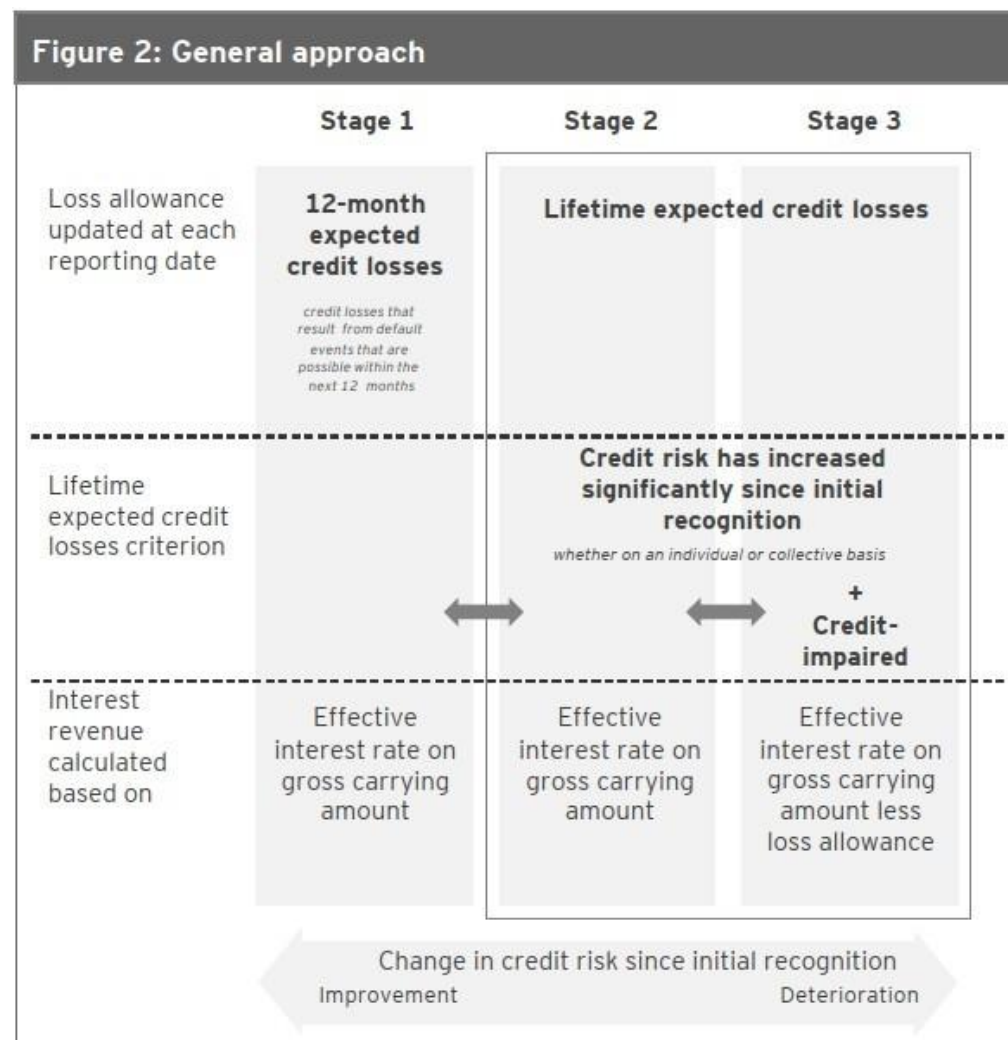 Figure 2: General approach
Stage 1
Stage 2
Stage 3
Loss allowance
updated at each
reporting date
12-month
expected
credit losses
credit losses that
result from default
events that are
possible within the
next 12 months
Lifetime expected credit losses
Lifetime
expected credit
losses criterion
Credit risk has increased
significantly since initial
recognition
whether on an individual or collective basis
+
Credit-
impaired
Interest
revenue
calculated
based on
Effective
interest rate on
gross carrying
amount
Effective
interest rate on
gross carrying
amount
Effective
interest rate on
gross carrying
amount less
loss allowance
Change in credit risk since initial recognition
Improvement
Deterioration